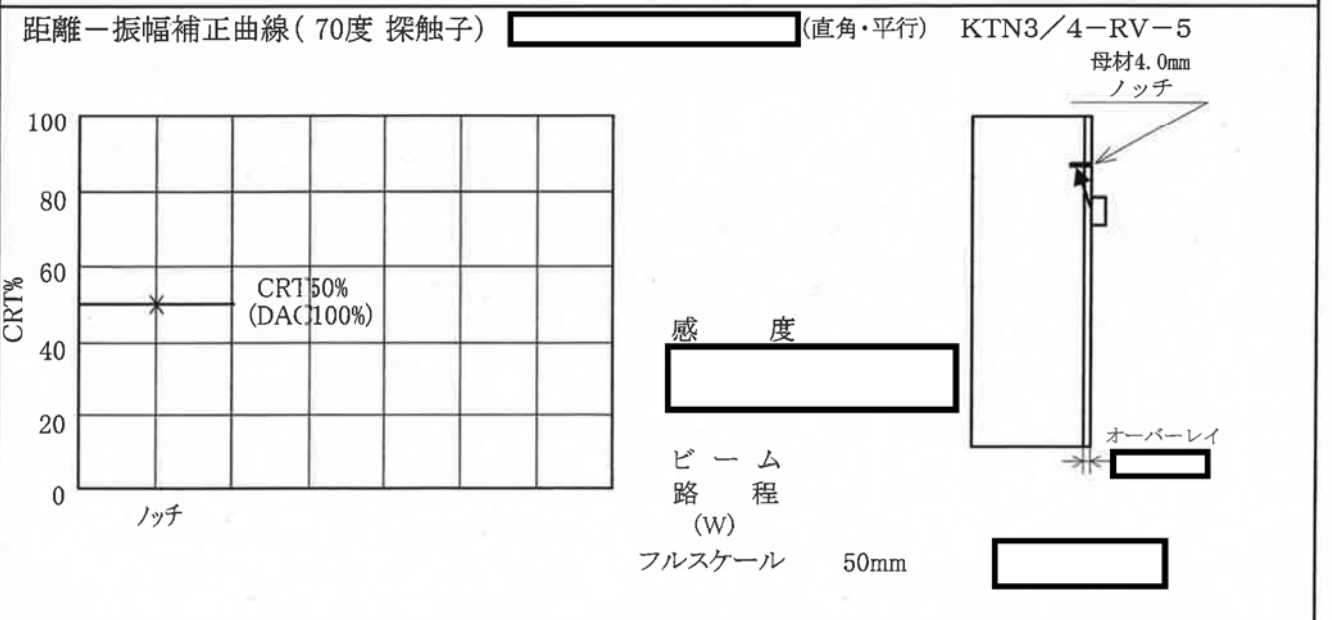 距離－振幅補正曲線( 70度 探触子) (直角・平行) KTN3／4－RV－5
母材4.0mm
ノッチ
100
80
60
40
20
0
CRT%
CRT50%
(DAC100%)
ノッチ
感 度
ビ ー ム
路 程
(W)
フルスケール 50mm
オーバーレイ